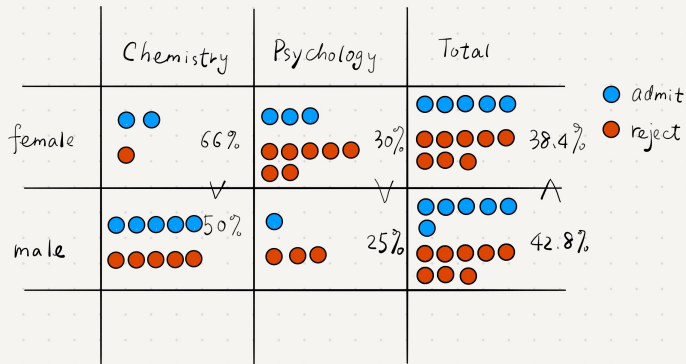 Chemistry Psychology Total
admit
reject
female 66% 30% 38.4%
male 50% 25% 42.8%